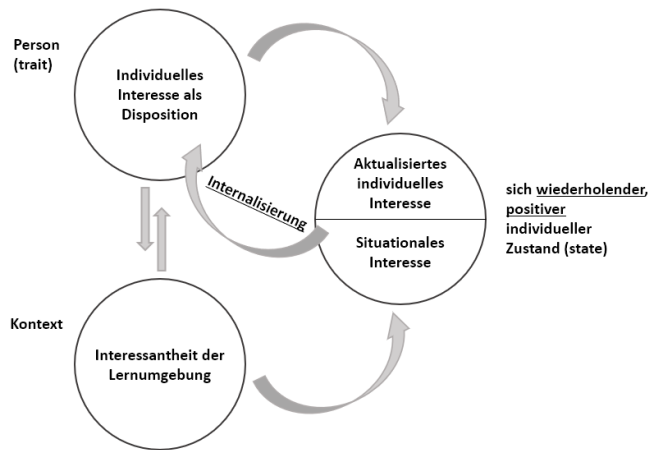 Person
(trait)
Individuelles
Interesse als
Disposition
Internalisierung
Aktualisiertes
individuelles
Interesse
Situationales
Interesse
sich wiederholender,
positiver
individueller
Zustand (state)
Kontext
Interessantheit der
Lernumgebung